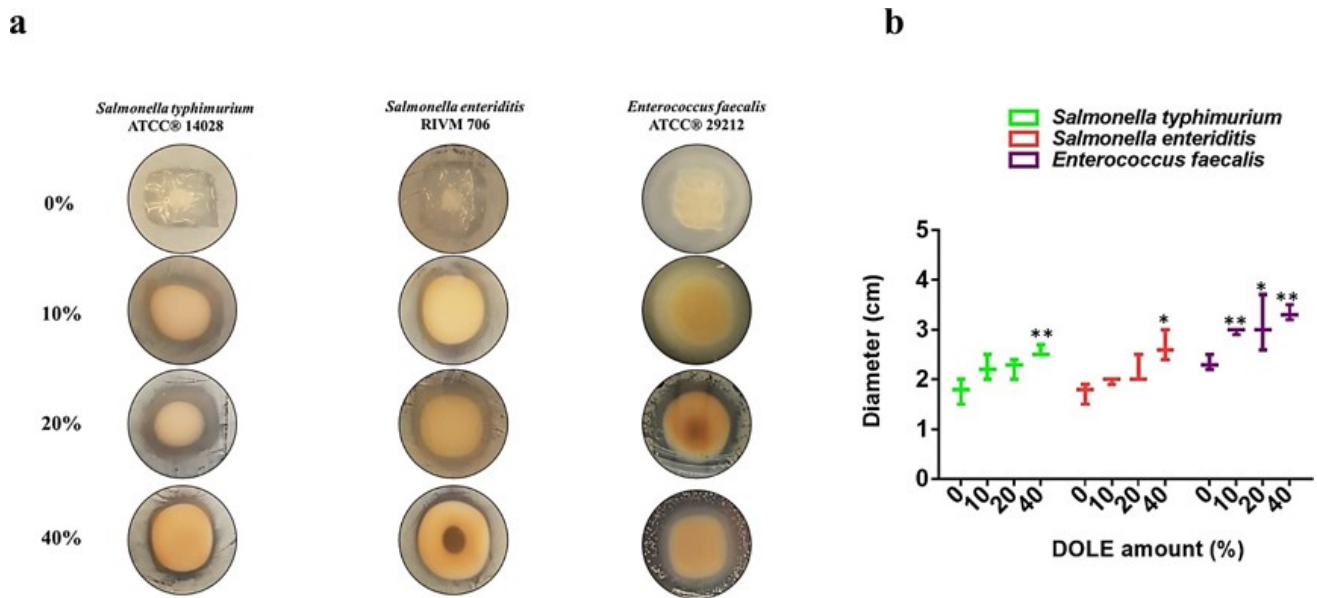 a
b
Salmonella typhimurium
ATCC® 14028
Salmonella enteriditis
RIVM 706
Enterococcus faecalis
ATCC® 29212
0%
10%
20%
40%
Salmonella typhimurium
Salmonella enteriditis
Enterococcus faecalis
5
4
3
2
1
0
Diameter (cm)
**
*
**
*
**
0 10 20 40 0 10 20 40 0 10 20 40
DOLE amount (%)